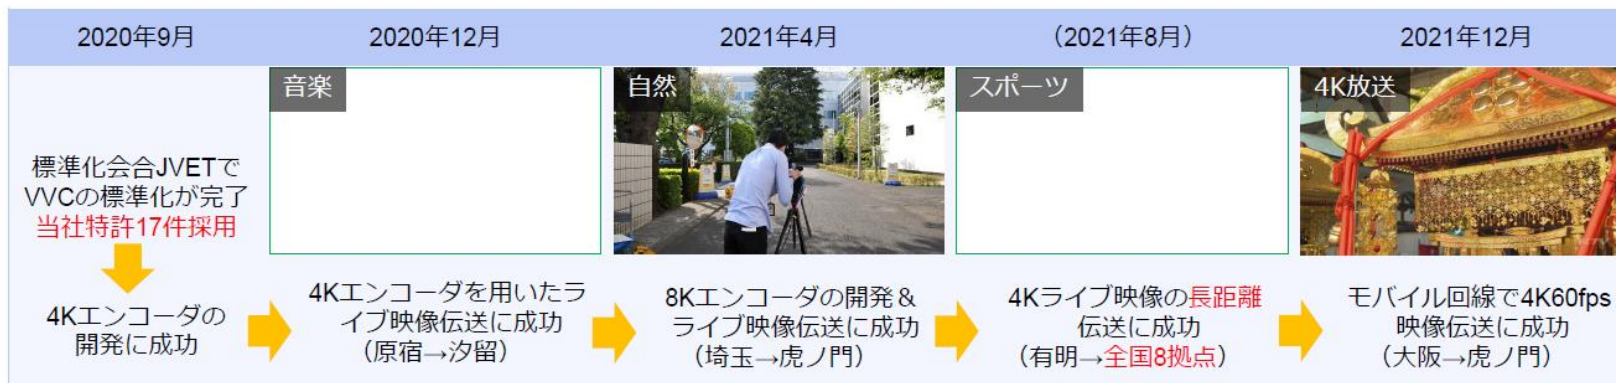 2020年9月
2020年12月
2021年4月
（2021年8月）
2021年12月
標準化会合JVETで
VVCの標準化が完了
当社特許17件採用
4Kエンコーダの
開発に成功
音楽
4Kエンコーダを用いたラ
イブ映像伝送に成功
（原宿→汐留）
自然
8Kエンコーダの開発＆
ライブ映像伝送に成功
（埼玉→虎ノ門）
スポーツ
4Kライブ映像の長距離
伝送に成功
（有明→全国8拠点）
4K放送
モバイル回線で4K60fps
映像伝送に成功
（大阪→虎ノ門）